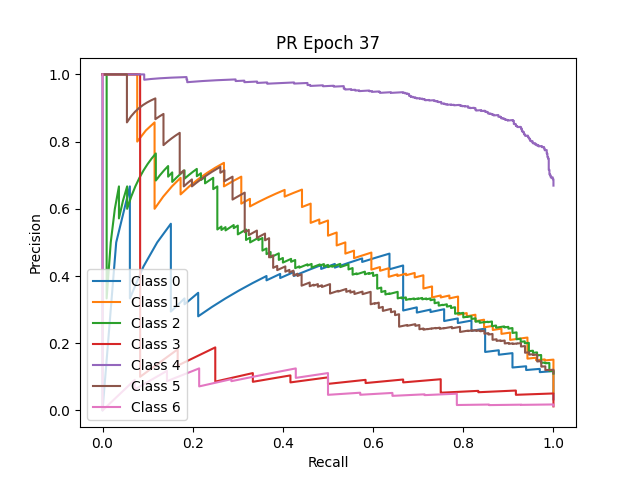 PR Epoch 37
Precision
1.0
0.8
0.6
0.4
0.2
0.0
Class 0
Class 1
Class 2
Class 3
Class 4
Class 5
Class 6
0.0 0.2 0.4 0.6 0.8 1.0
Recall